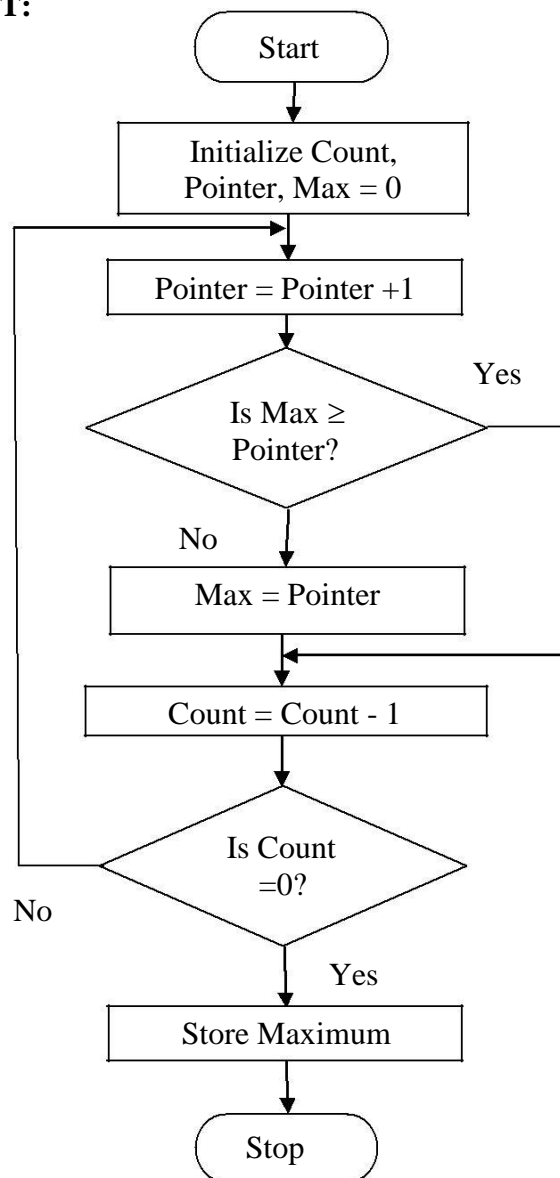 T:
Start
Initialize Count,
Pointer, Max = 0
Pointer = Pointer +1
Yes
Is Max ≥
Pointer?
No
Max = Pointer
Count = Count - 1
Is Count
=0?
No
Yes
Store Maximum
Stop